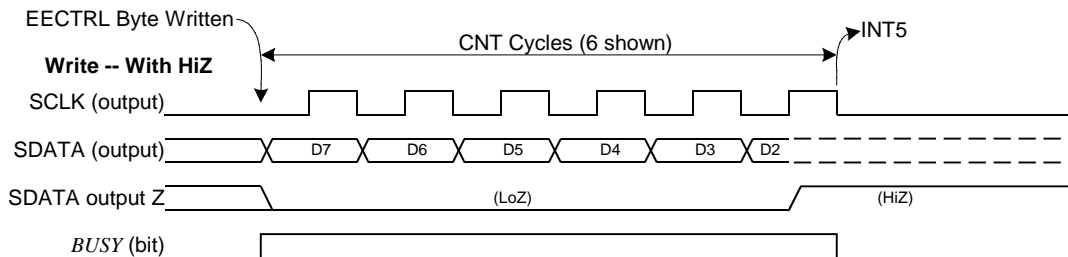 EECTRL Byte Written
INT5
CNT Cycles (6 shown)
Write -- With HiZ
SCLK (output)
SDATA (output) D7 D6 D5 D4 D3 D2
SDATA output Z (LoZ) (HiZ)
BUSY (bit)